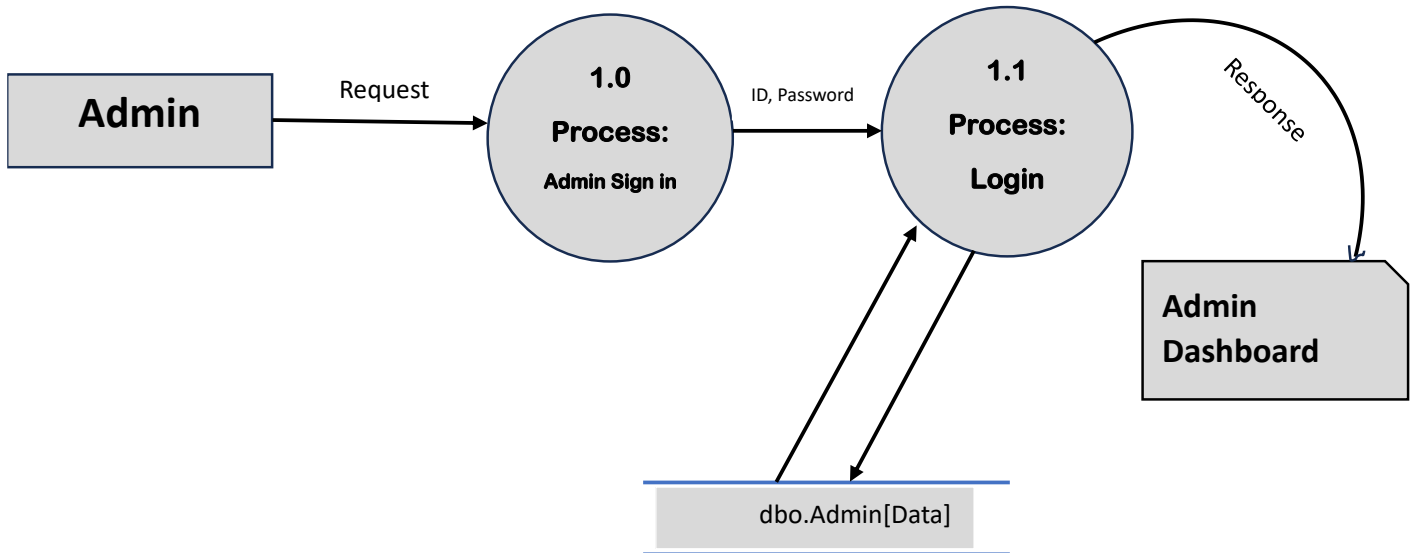 Admin
Request
1.0
Process:
Admin Sign in
ID, Password
1.1
Process:
Login
Response
Admin
Dashboard
dbo.Admin[Data]